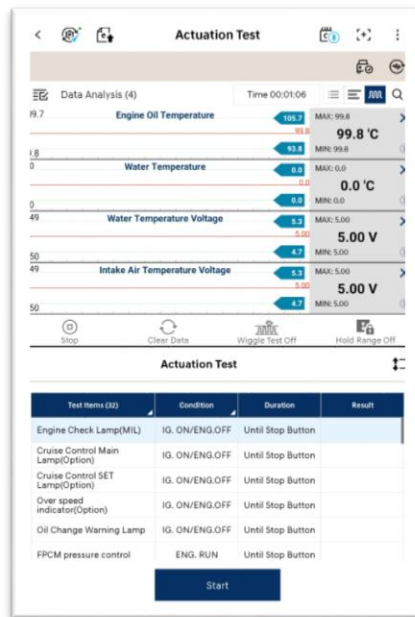 Actuation Test
Data Analysis (4)
Time 00:01:06
Engine Oil Temperature
105.7
MAX: 99.8
99.8
99.8 'C
93.8
MIN: 99.8
Water Temperature
0.0
MAX: 0.0
0.0
0.0 'C
0.0
MIN: 0.0
49
Water Temperature Voltage
5.3
MAX: 5.00
5.00
5.00 V
4.7
MIN: 5.00
50
49
Intake Air Temperature Voltage
5.3
MAX: 5.00
5.00
5.00 V
4.7
MIN: 5.00
50
Stop
Clear Data
Wiggle Test Off
Hold Range Off
Actuation Test
Test Items (32)
Condition
Duration
Result
Engine Check Lamp(MIL)
IG. ON/ENG.OFF
Until Stop Button
Cruise Control Main
Lamp(Option)
IG. ON/ENG.OFF
Until Stop Button
Cruise Control SET
Lamp(Option)
IG. ON/ENG.OFF
Until Stop Button
Over speed
indicator(Option)
IG. ON/ENG.OFF
Until Stop Button
Oil Change Warning Lamp
IG. ON/ENG.OFF
Until Stop Button
FPCM pressure control
ENG. RUN
Until Stop Button
Start